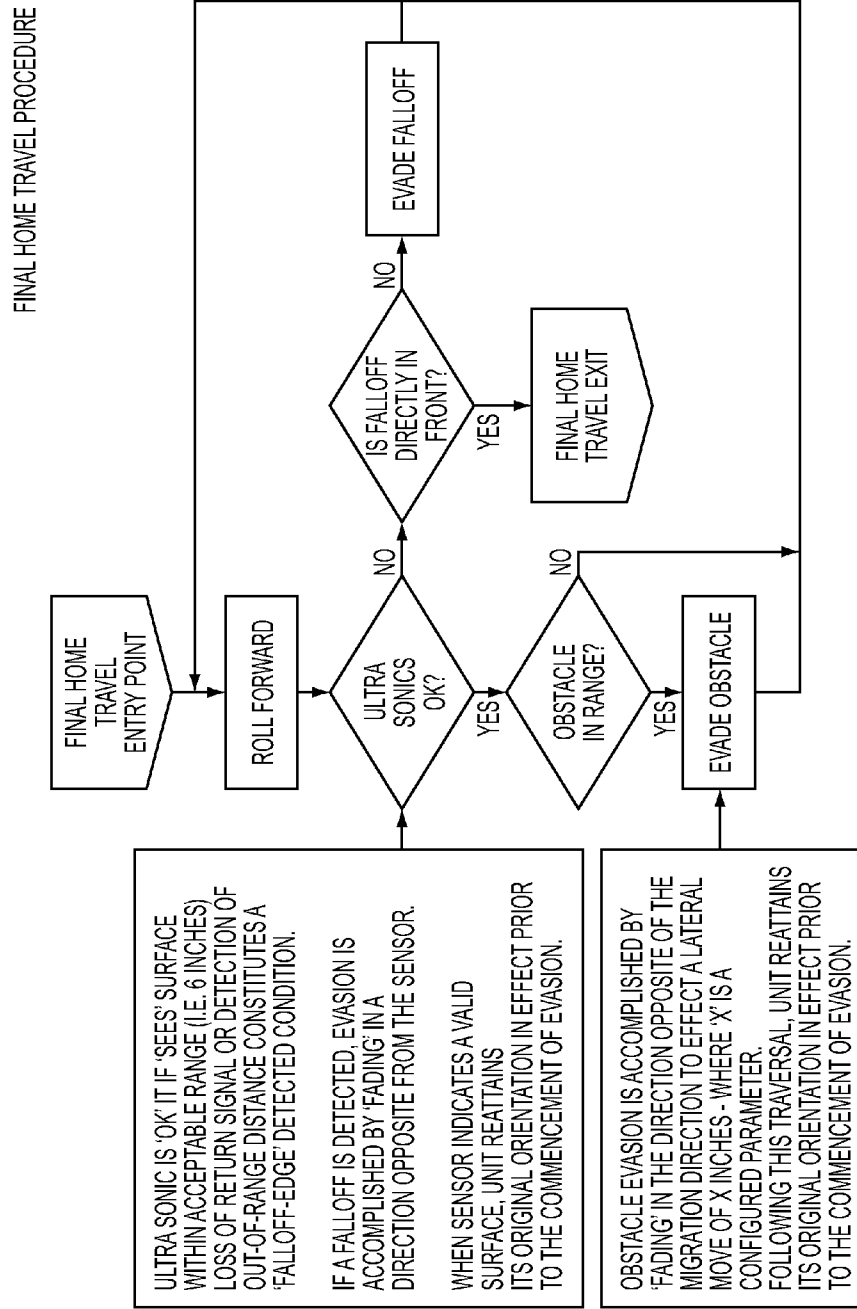 FINAL HOME TRAVEL PROCEDURE
FINAL HOME
TRAVEL
ENTRY POINT
ROLL FORWARD
ULTRA SONIC IS 'OK' IT IF 'SEES' SURFACE
WITHIN ACCEPTABLE RANGE (I.E. 6 INCHES)
LOSS OF RETURN SIGNAL OR DETECTION OF
OUT-OF-RANGE DISTANCE CONSTITUTES A
'FALLOFF-EDGE' DETECTED CONDITION.
IF A FALLOFF IS DETECTED, EVASION IS
ACCOMPLISHED BY 'FADING' IN A
DIRECTION OPPOSITE FROM THE SENSOR.
WHEN SENSOR INDICATES A VALID
SURFACE, UNIT REATTAINS
ITS ORIGINAL ORIENTATION IN EFFECT PRIOR
TO THE COMMENCEMENT OF EVASION.
ULTRA
SONICS
OK?
NO
IS FALLOFF
DIRECTLY IN
FRONT?
NO
EVADE FALLOFF
YES
YES
FINAL HOME
TRAVEL EXIT
OBSTACLE
IN RANGE?
NO
YES
EVADE OBSTACLE
OBSTACLE EVASION IS ACCOMPLISHED BY
'FADING' IN THE DIRECTION OPPOSITE OF THE
MIGRATION DIRECTION TO EFFECT A LATERAL
MOVE OF X INCHES - WHERE 'X' IS A
CONFIGURED PARAMETER.
FOLLOWING THIS TRAVERSAL, UNIT REATTAINS
ITS ORIGINAL ORIENTATION IN EFFECT PRIOR
TO THE COMMENCEMENT OF EVASION.